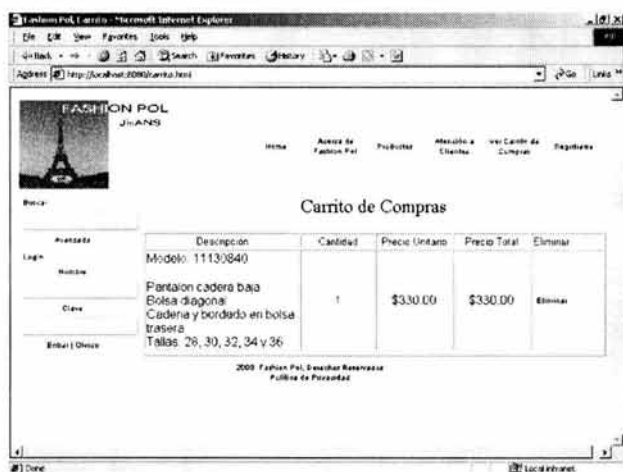 Fashion Pol, Carrito - Microsoft Internet Explorer
File Edit View Favorites Tools Help
Back Search Favorites History
Address http://localhost:8080/carrito.html Go Links
FASHION POL
JEANS
Home Acerca de Fashion Pol Productos Atención a Clientes Ver Carrito de Compras Registrarse
Buscar
Carrito de Compras
Avanzada
Login
Nombre
Clave
Entrar | Olvido
Descripción Cantidad Precio Unitario Precio Total Eliminar
Modelo: 11130840
Pantalon cadera baja
Bolsa diagonal
Cadena y bordado en bolsa
trasera
Tallas: 28, 30, 32, 34 y 36
1 $330.00 $330.00 Eliminar
Fashion Pol, Derechos Reservados
Política de Privacidad
Done Local intranet